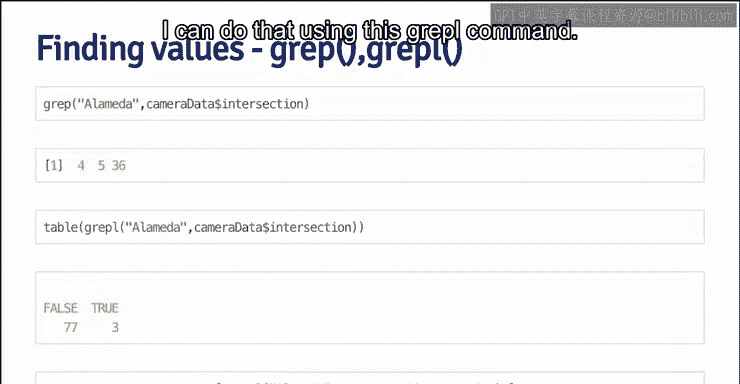 I can do that using this grepl command.
Finding values - grep(),grepl()
grep("Alameda",cameraData$intersection)
[1] 4 5 36
table(grepl("Alameda",cameraData$intersection))
FALSE TRUE
77 3